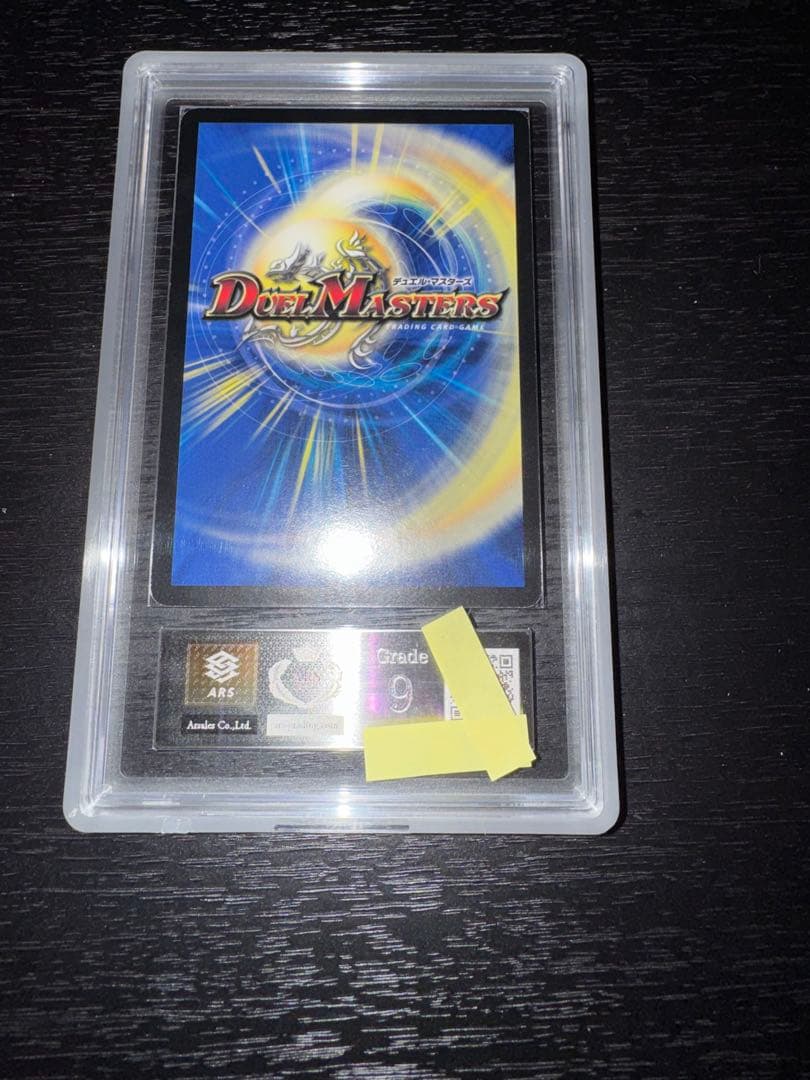 デュエル・マスターズ
DUEL MASTERS
TRADING CARD GAME
Grade
9
ARS
Arsales Co.,Ltd.